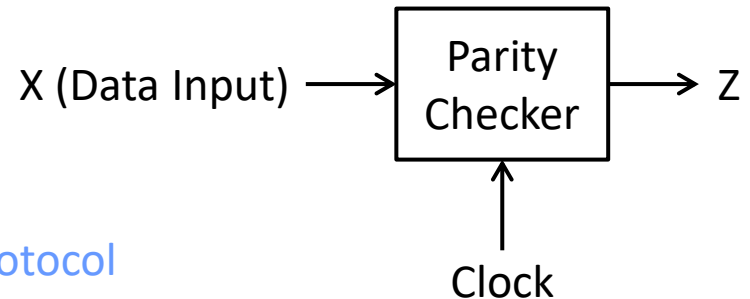 Parity
X (Data Input)
Z
Checker
otocol
Clock